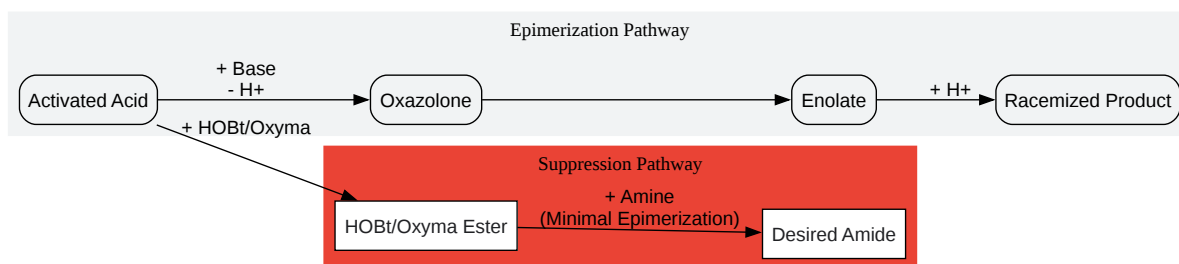 Epimerization Pathway
+ Base
- H+
Activated Acid
Oxazolone
Enolate
+ H+
Racemized Product
+ HOBt/Oxyma
Suppression Pathway
+ Amine
(Minimal Epimerization)
HOBt/Oxyma Ester
Desired Amide